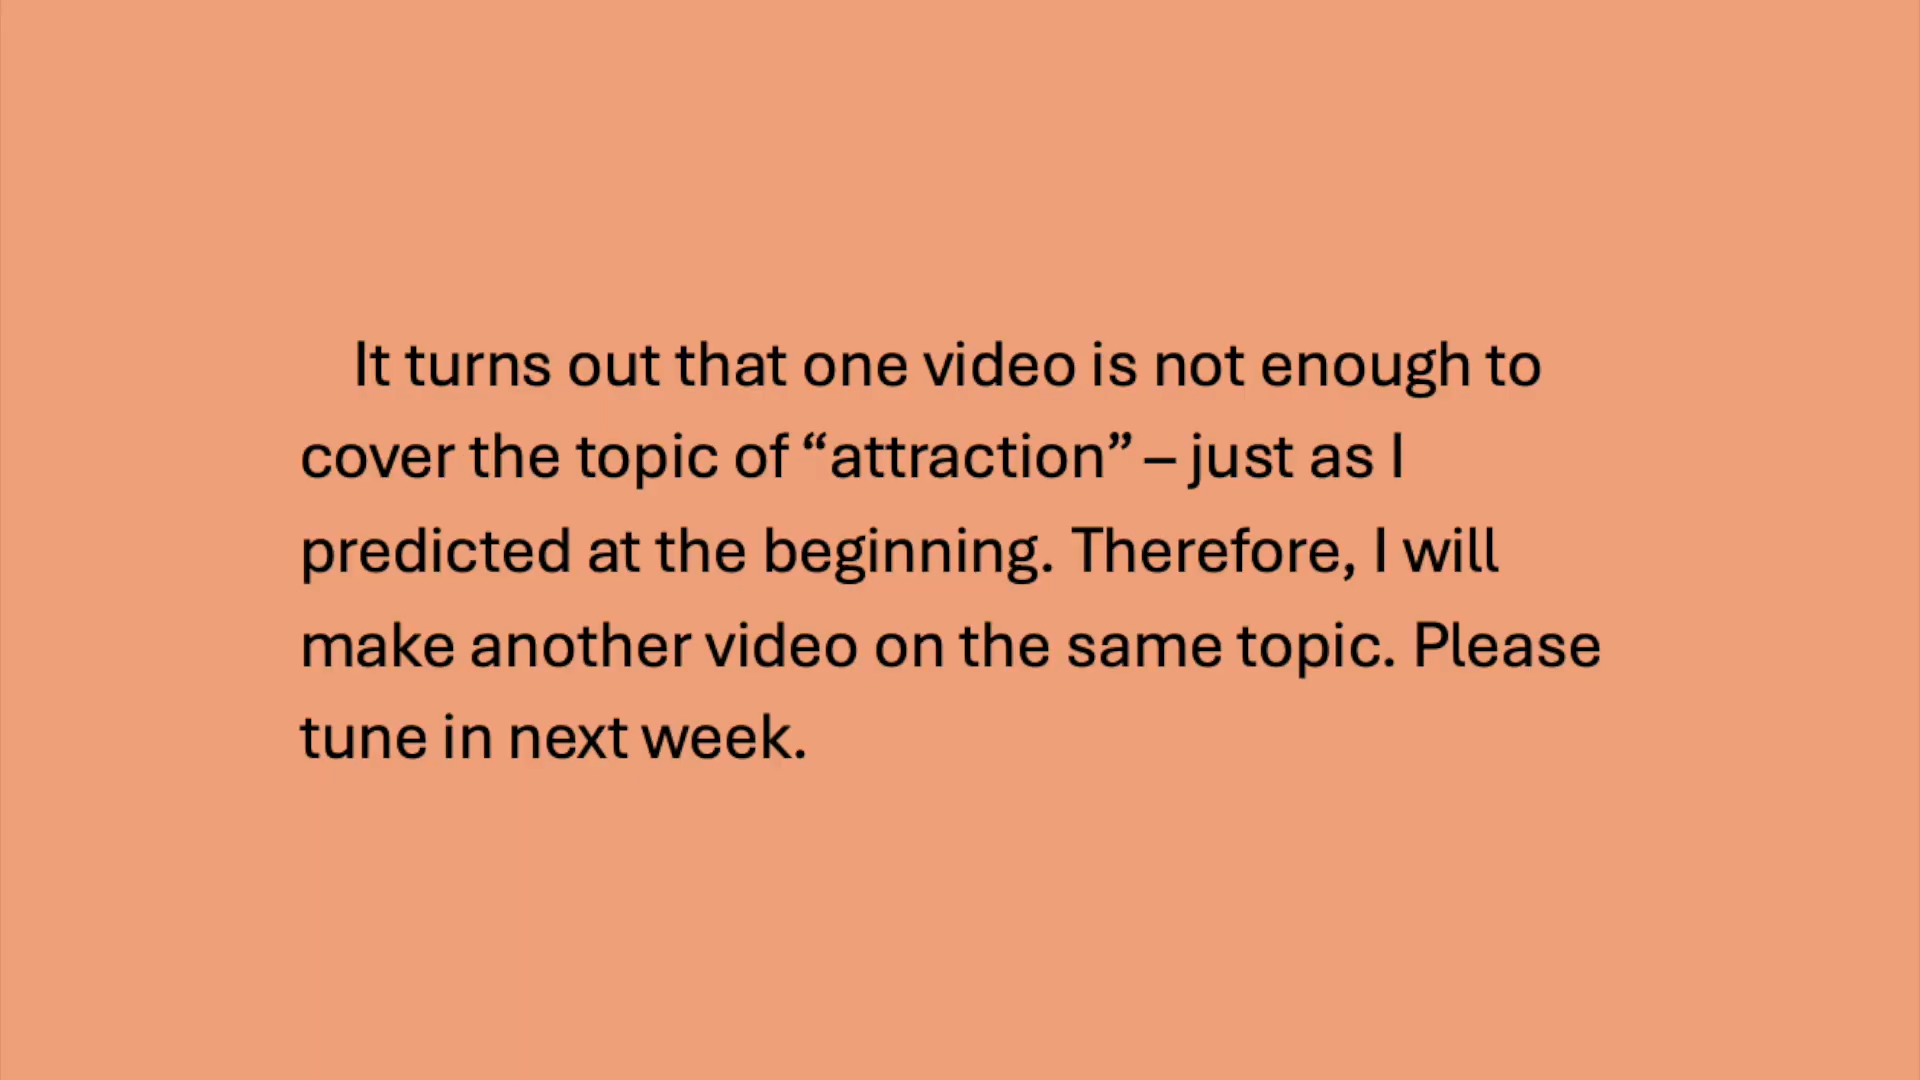 It turns out that one video is not enough to
cover the topic of “attraction” – just as I
predicted at the beginning. Therefore, I will
make another video on the same topic. Please
tune in next week.